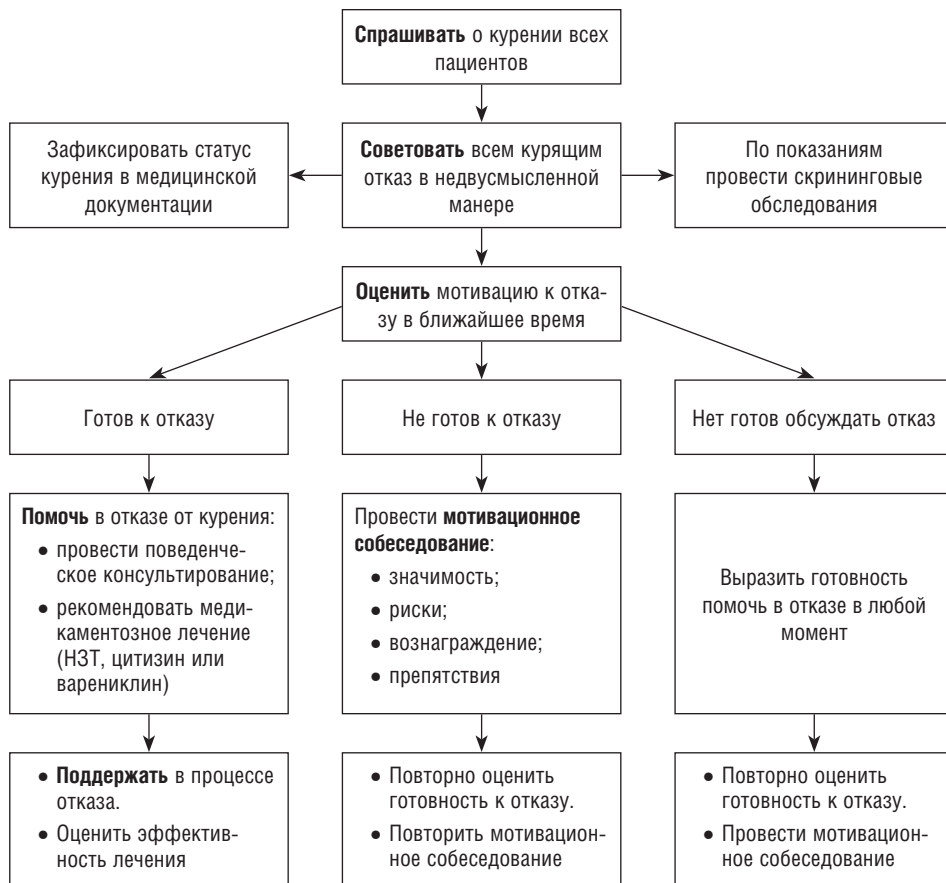 Спрашивать о курении всех
пациентов
Зафиксировать статус
курения в медицинской
документации
Советовать всем курящим
отказ в недвусмысленной
манере
По показаниям
провести скрининговые
обследования
Оценить мотивацию к отка-
зу в ближайшее время
Готов к отказу
Не готов к отказу
Нет готов обсуждать отказ
Помочь в отказе от курения:
• провести поведенче-
ское консультирование;
• рекомендовать меди-
каментозное лечение
(НЗТ, цитизин или
варениклин)
Провести мотивационное
собеседование:
• значимость;
• риски;
• вознаграждение;
• препятствия
Выразить готовность
помочь в отказе в любой
момент
• Поддержать в процессе
отказа.
• Оценить эффектив-
ность лечения
• Повторно оценить
готовность к отказу.
• Повторить мотивацион-
ное собеседование
• Повторно оценить
готовность к отказу.
• Провести мотивацион-
ное собеседование